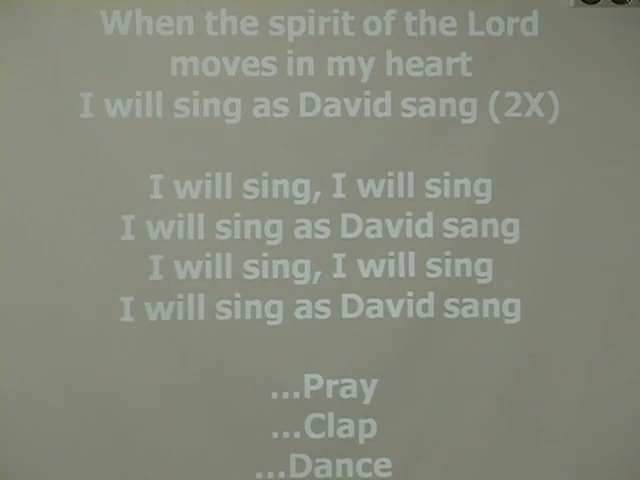 When the spirit of the Lord
moves in my heart
I will sing as David sang (2X)
I will sing, I will sing
I will sing as David sang
I will sing, I will sing
I will sing as David sang
...Pray
...Clap
...Dance